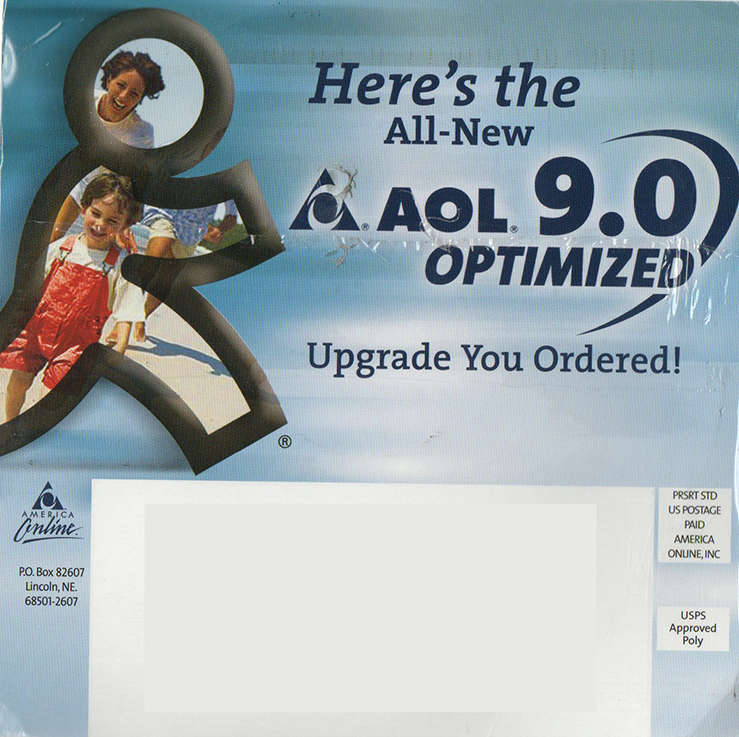 Here's the
All-New
AOL® 9.0
OPTIMIZED
Upgrade You Ordered!
®
AMERICA
Online®
P.O. Box 82607
Lincoln, NE.
68501-2607
PRSRT STD
US POSTAGE
PAID
AMERICA
ONLINE, INC
USPS
Approved
Poly